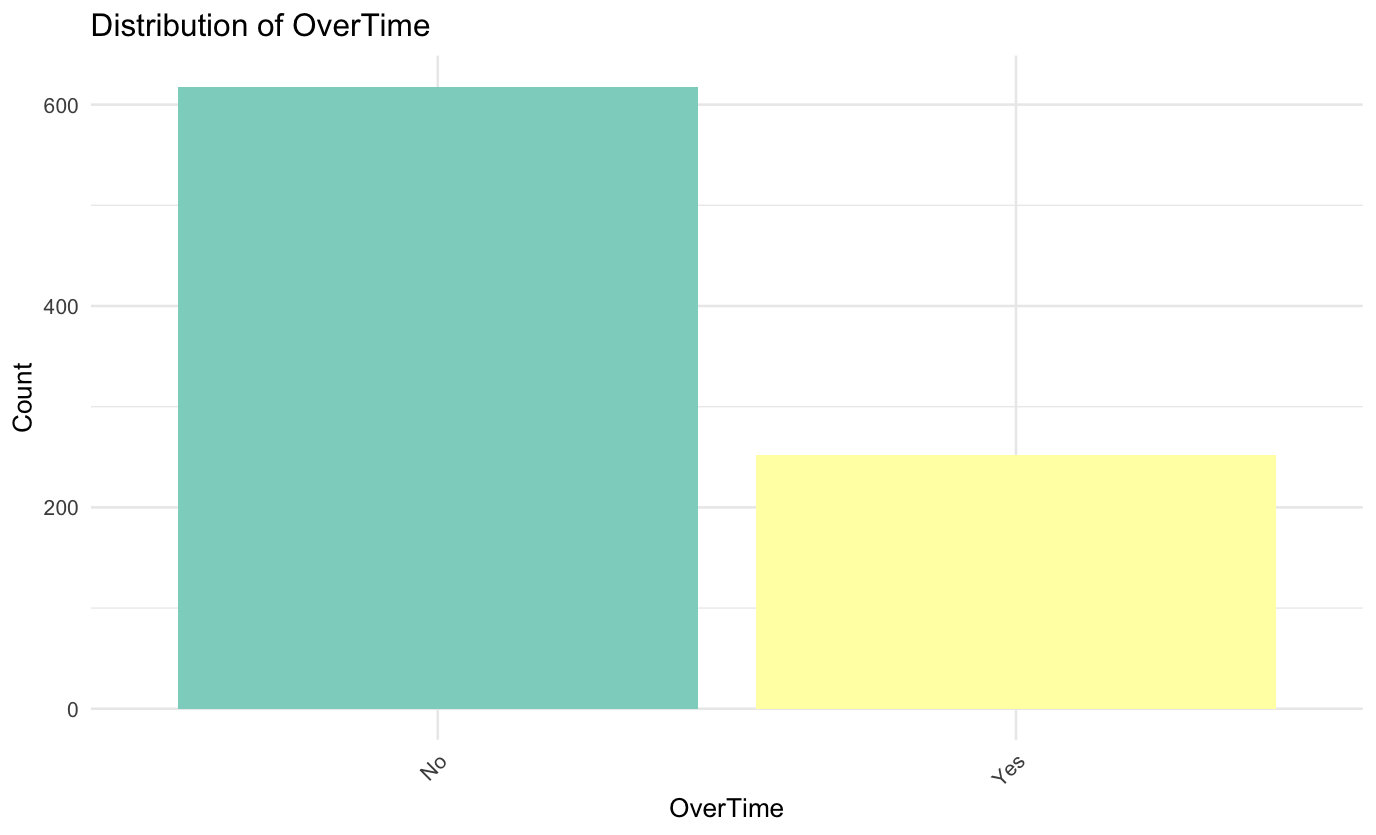 Distribution of OverTime
600
400
200
0
Count
No
Yes
OverTime